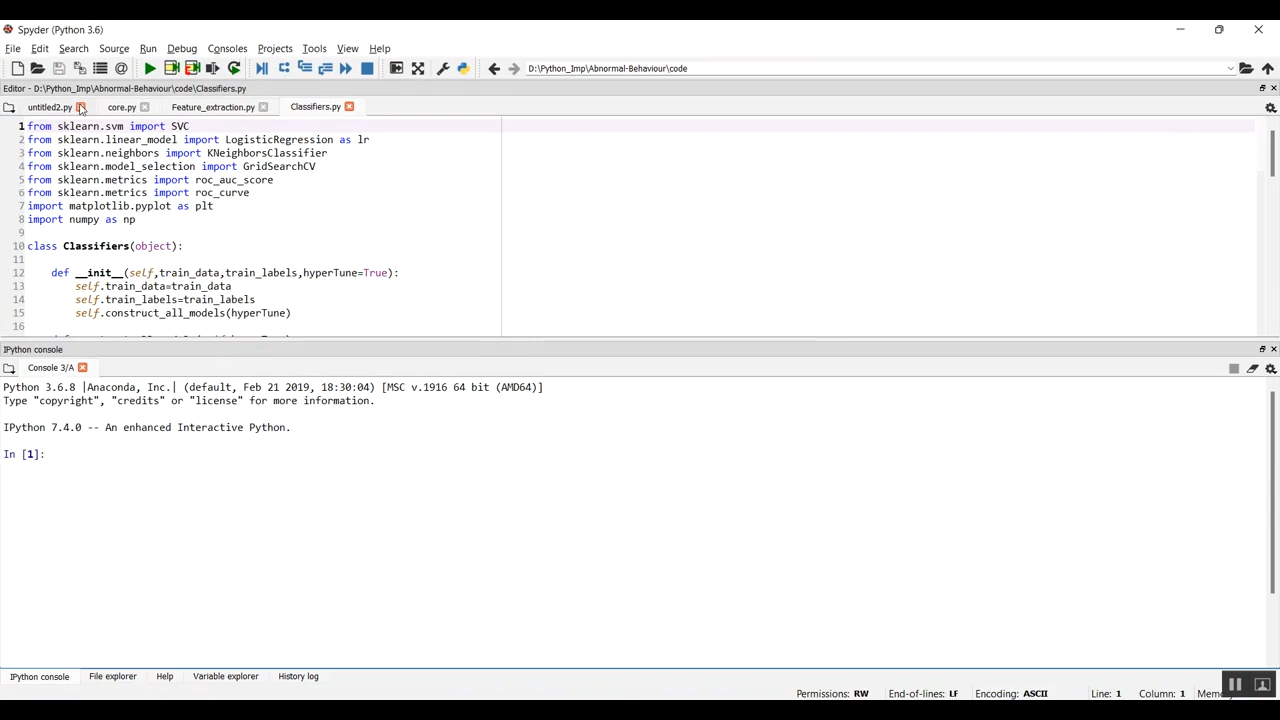 Spyder (Python 3.6)
File Edit Search Source Run Debug Consoles Projects Tools View Help
D:\Python_Imp\Abnormal-Behaviour\code
Editor - D:\Python_Imp\Abnormal-Behaviour\code\Classifiers.py
untitled2.py core.py Feature_extraction.py Classifiers.py
1 from sklearn.svm import SVC
2 from sklearn.linear_model import LogisticRegression as lr
3 from sklearn.neighbors import KNeighborsClassifier
4 from sklearn.model_selection import GridSearchCV
5 from sklearn.metrics import roc_auc_score
6 from sklearn.metrics import roc_curve
7 import matplotlib.pyplot as plt
8 import numpy as np
9
10 class Classifiers(object):
11
12 def __init__(self,train_data,train_labels,hyperTune=True):
13 self.train_data=train_data
14 self.train_labels=train_labels
15 self.construct_all_models(hyperTune)
16
IPython console
Console 3/A
Python 3.6.8 |Anaconda, Inc.| (default, Feb 21 2019, 18:30:04) [MSC v.1916 64 bit (AMD64)]
Type "copyright", "credits" or "license" for more information.
IPython 7.4.0 -- An enhanced Interactive Python.
In [1]:
IPython console File explorer Help Variable explorer History log
Permissions: RW End-of-lines: LF Encoding: ASCII Line: 1 Column: 1